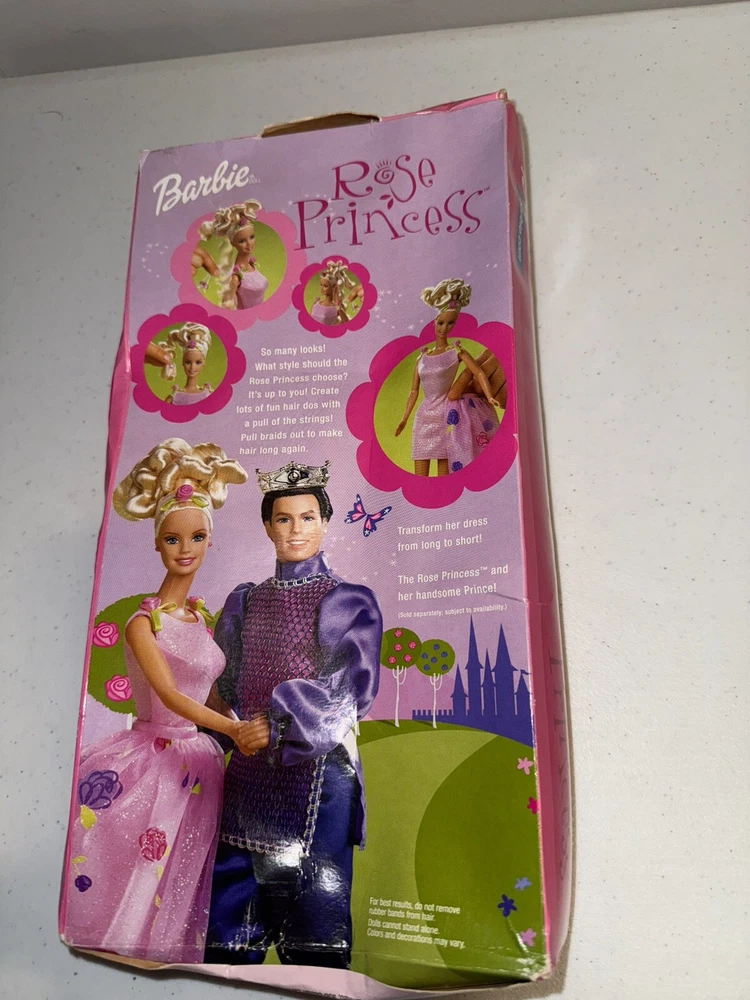 Barbie
Rose
Princess™
So many looks!
What style should the
Rose Princess choose?
It's up to you! Create
lots of fun hair dos with
a pull of the strings!
Pull braids out to make
hair long again.
Transform her dress
from long to short!
The Rose Princess™ and
her handsome Prince!
(Sold separately; subject to availability.)
For best results, do not remove
rubber bands from hair.
Dolls cannot stand alone.
Colors and decorations may vary.